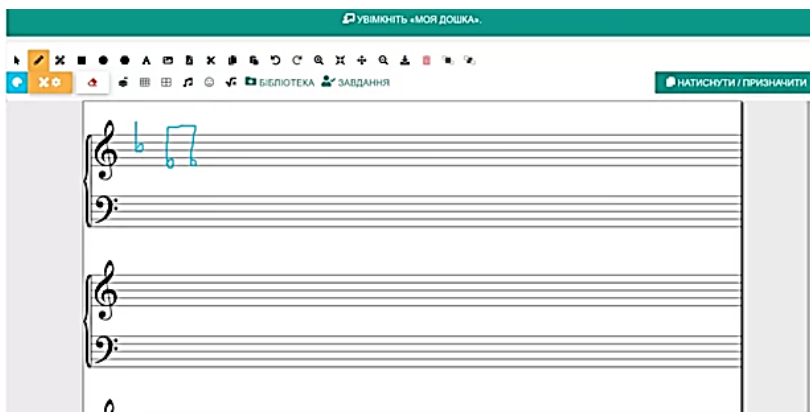 УВІМКНІТЬ «МОЯ ДОШКА».
A
БІБЛІОТЕКА ЗАВДАННЯ
НАТИСНУТИ / ПРИЗНАЧИТИ